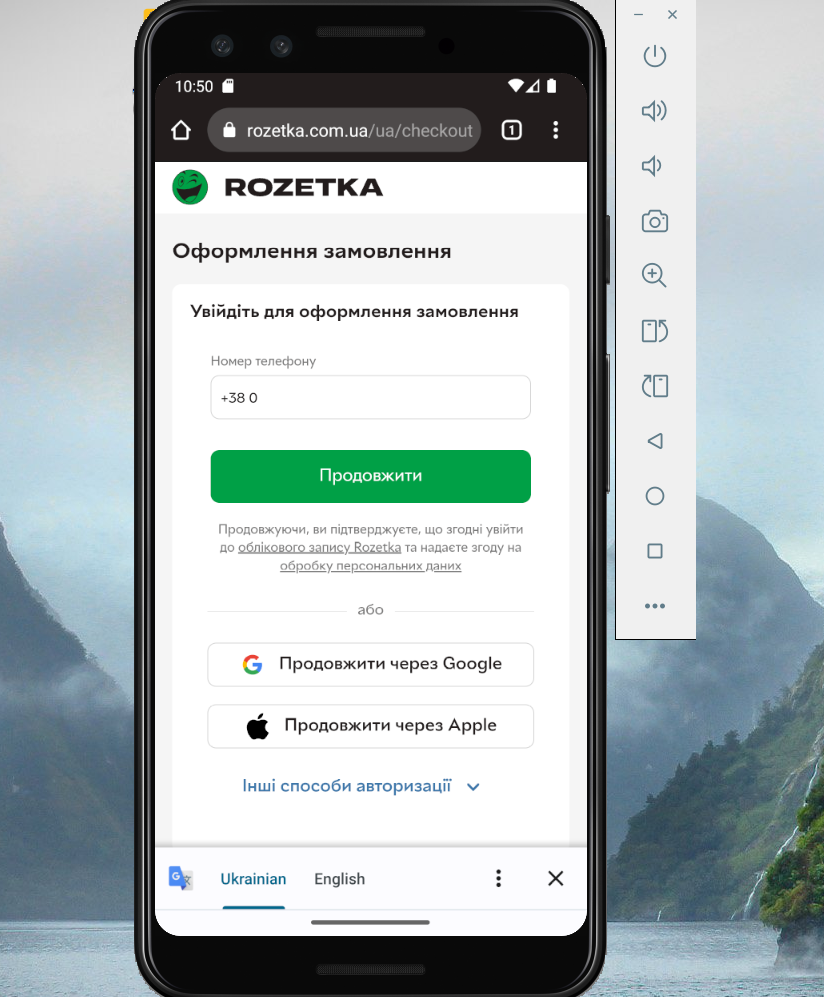 10:50
rozetka.com.ua/ua/checkout
1
ROZETKA
Оформлення замовлення
Увійдіть для оформлення замовлення
Номер телефону
+38 0
Продовжити
Продовжуючи, ви підтверджуєте, що згодні увійти
до облікового запису Rozetka та надаєте згоду на
обробку персональних даних
або
Продовжити через Google
Продовжити через Apple
Інші способи авторизації
Ukrainian English